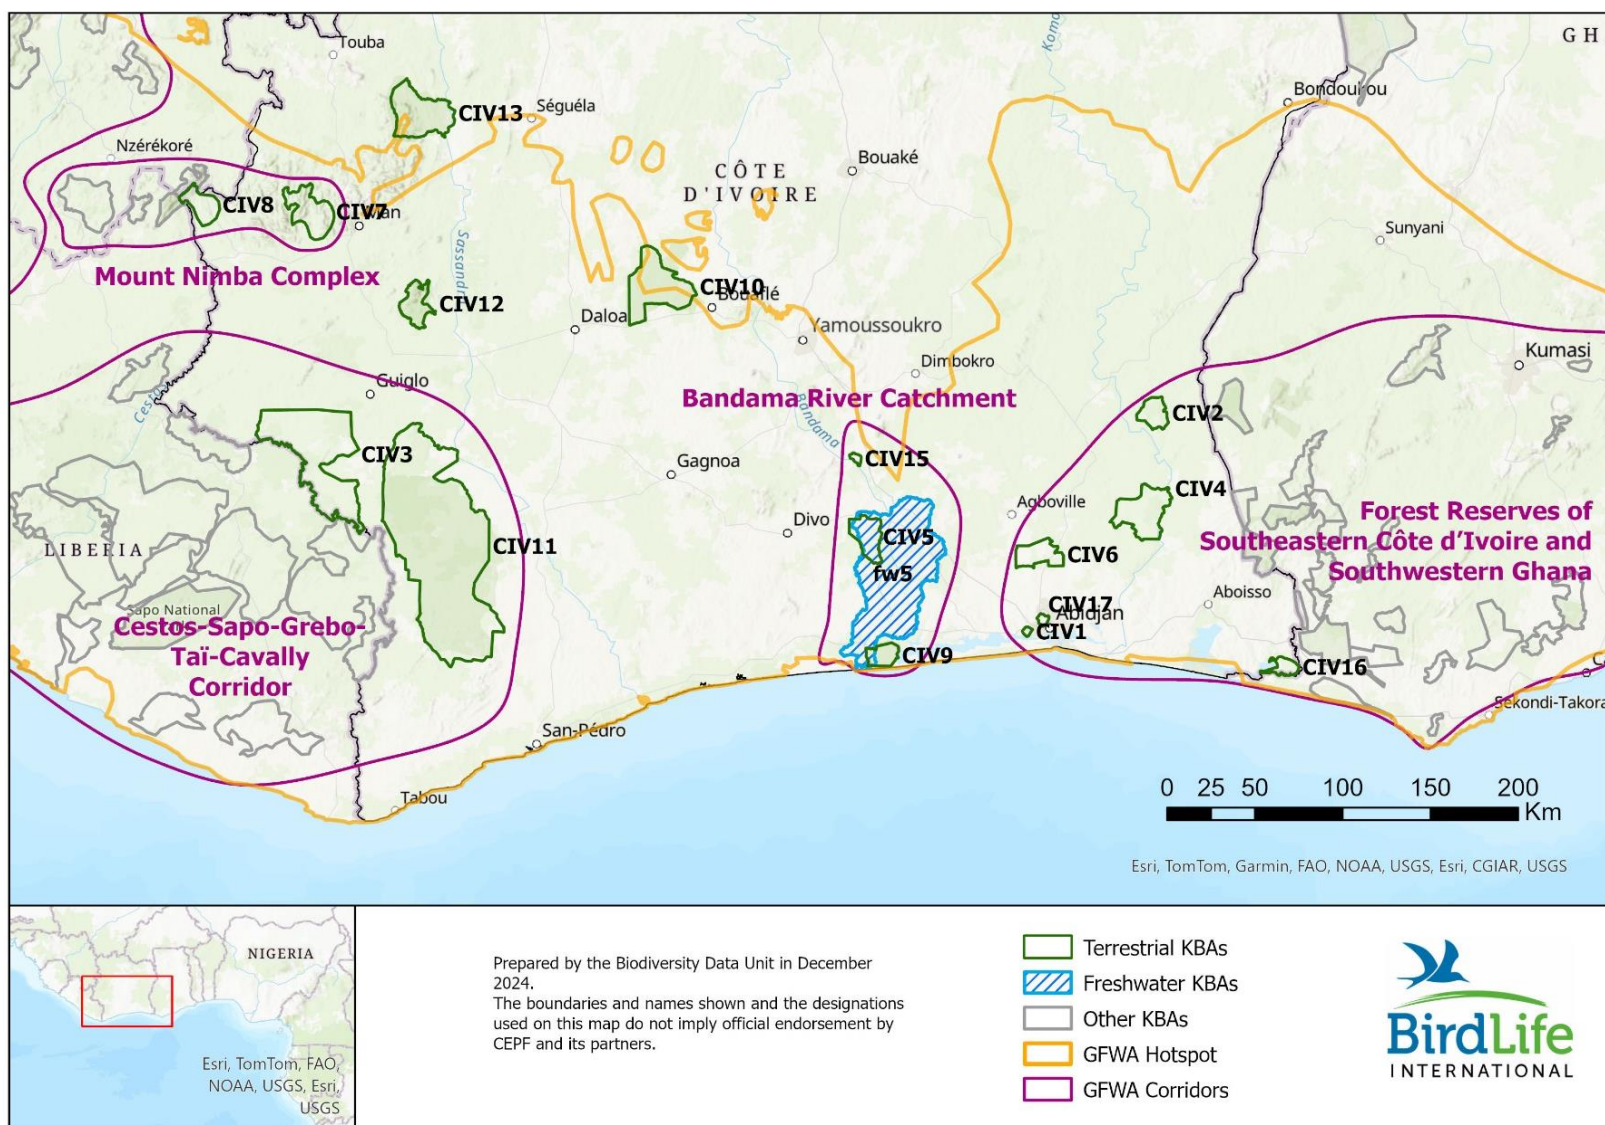 GH
Touba
Komo
Bondoukou
CIV13
Séguéla
Nzérékoré
CÔTE
D'IVOIRE
Bouaké
CIV8
CIV7
Man
Sunyani
Sassandr
Mount Nimba Complex
CIV12
CIV10
Bouaflé
Daloa
Yamoussoukro
Kumasi
Dimbokro
Guiglo
Cestos
Bandama River Catchment
Bandama
CIV2
CIV3
CIV15
Gagnoa
CIV4
Agboville
Divo
Forest Reserves of
Southeastern Côte d'Ivoire and
Southwestern Ghana
LIBERIA
CIV11
CIV5
CIV6
fw5
Sapo National
Aboisso
CIV17
Abidjan
CIV1
Cestos-Sapo-Grebo-
Taï-Cavally
Corridor
CIV9
CIV16
Sekondi-Takora
San-Pédro
Tabou
0 25 50 100 150 200
Km
Esri, TomTom, Garmin, FAO, NOAA, USGS, Esri, CGIAR, USGS
NIGERIA
Esri, TomTom, FAO,
NOAA, USGS, Esri,
USGS
Prepared by the Biodiversity Data Unit in December
2024.
The boundaries and names shown and the designations
used on this map do not imply official endorsement by
CEPF and its partners.
Terrestrial KBAs
Freshwater KBAs
Other KBAs
GFWA Hotspot
GFWA Corridors
BirdLife
INTERNATIONAL